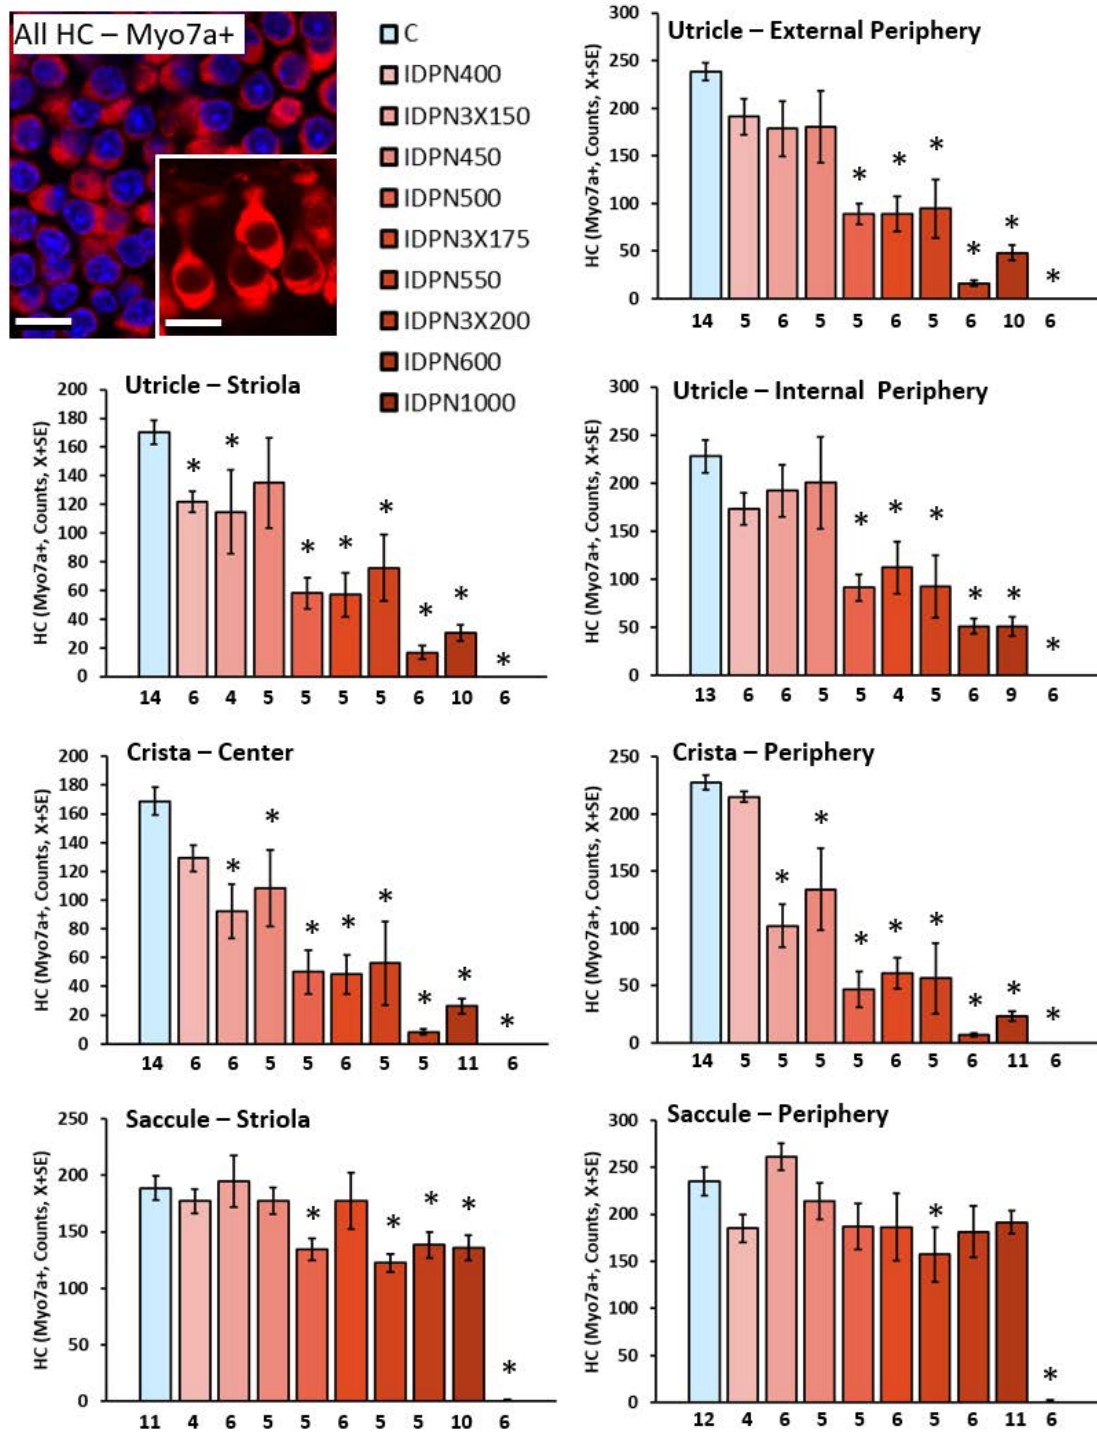 All HC – Myo7a+
C
IDPN400
IDPN3X150
IDPN450
IDPN500
IDPN3X175
IDPN550
IDPN3X200
IDPN600
IDPN1000
Utricle – External Periphery
HC (Myo7a+, Counts, X+SE)
300
250
200
150
100
50
0
* * * * * *
14 5 6 5 5 6 5 6 10 6
Utricle – Striola
HC (Myo7a+, Counts, X+SE)
200
180
160
140
120
100
80
60
40
20
0
* * * * * * * *
14 6 4 5 5 5 5 6 10 6
Utricle – Internal Periphery
HC (Myo7a+, Counts, X+SE)
300
250
200
150
100
50
0
* * * * * *
13 6 6 5 5 4 5 6 9 6
Crista – Center
HC (Myo7a+, Counts, X+SE)
200
180
160
140
120
100
80
60
40
20
0
* * * * * * * *
14 6 6 5 5 6 5 5 11 6
Crista – Periphery
HC (Myo7a+, Counts, X+SE)
250
200
150
100
50
0
* * * * * * * *
14 5 5 5 5 6 5 6 11 6
Saccule – Striola
HC (Myo7a+, Counts, X+SE)
250
200
150
100
50
0
* * * * *
11 4 6 5 5 6 5 5 10 6
Saccule – Periphery
HC (Myo7a+, Counts, X+SE)
300
250
200
150
100
50
0
* *
12 4 6 5 5 6 5 6 11 6